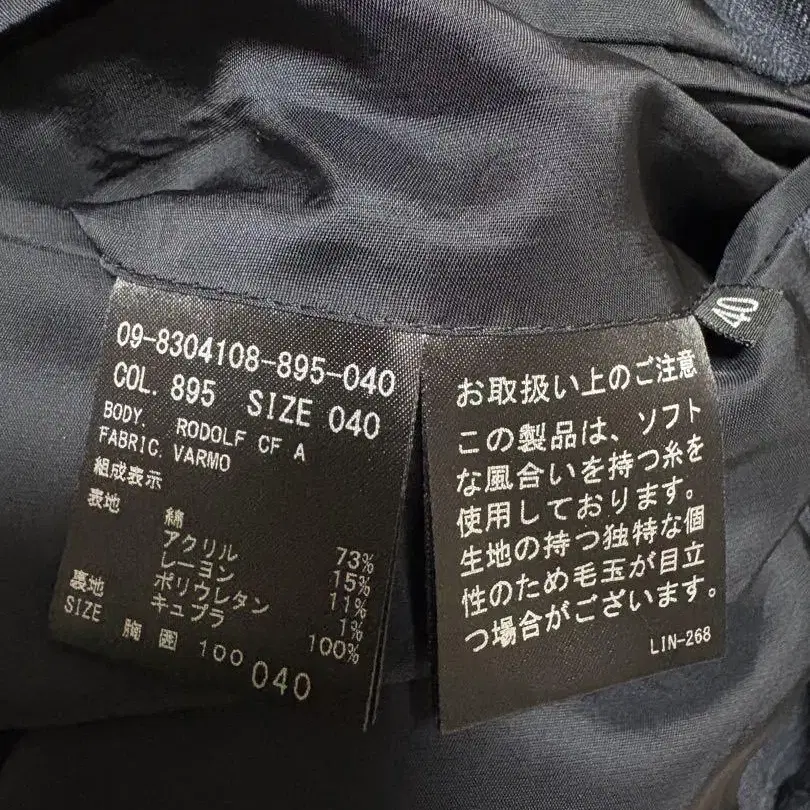 09-8304108-895-040
COL. 895 SIZE 040
BODY. RODOLF CF A
FABRIC. VARMO
組成表示
表地 綿 73%
アクリル 15%
レーヨン 11%
ポリウレタン 1%
裏地 キュプラ 100%
SIZE 胸囲 100 040
お取扱い上のご注意
この製品は、ソフト
な風合いを持つ糸を
使用しております。
生地の持つ独特な個
性のため毛玉が目立
つ場合がございます。
LIN-268
40